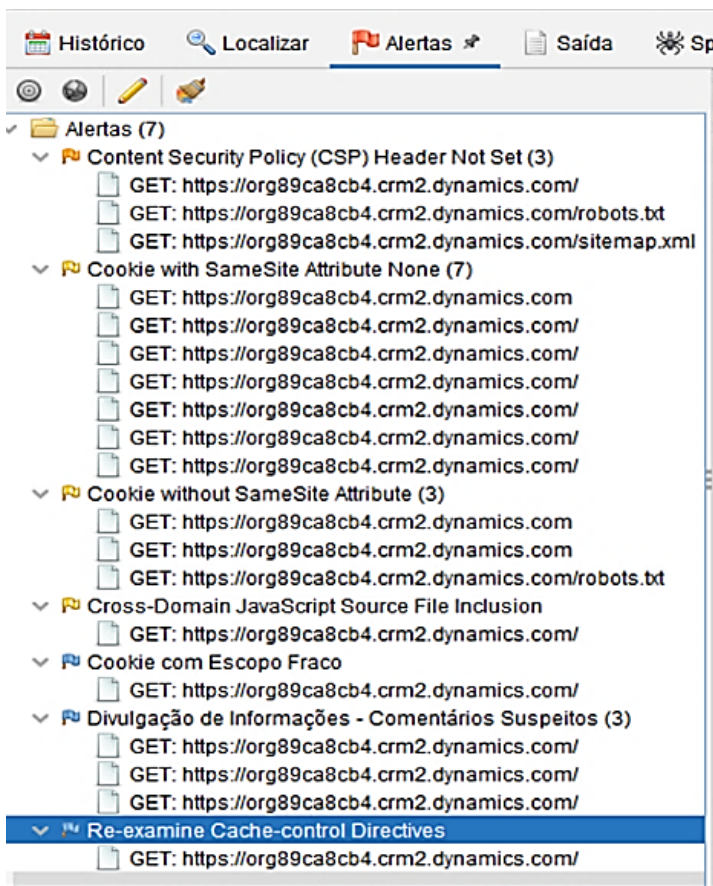 Histórico Localizar Alertas Saída Sp
Alertas (7)
Content Security Policy (CSP) Header Not Set (3)
GET: https://org89ca8cb4.crm2.dynamics.com/
GET: https://org89ca8cb4.crm2.dynamics.com/robots.txt
GET: https://org89ca8cb4.crm2.dynamics.com/sitemap.xml
Cookie with SameSite Attribute None (7)
GET: https://org89ca8cb4.crm2.dynamics.com
GET: https://org89ca8cb4.crm2.dynamics.com/
GET: https://org89ca8cb4.crm2.dynamics.com/
GET: https://org89ca8cb4.crm2.dynamics.com/
GET: https://org89ca8cb4.crm2.dynamics.com/
GET: https://org89ca8cb4.crm2.dynamics.com/
GET: https://org89ca8cb4.crm2.dynamics.com/
Cookie without SameSite Attribute (3)
GET: https://org89ca8cb4.crm2.dynamics.com
GET: https://org89ca8cb4.crm2.dynamics.com
GET: https://org89ca8cb4.crm2.dynamics.com/robots.txt
Cross-Domain JavaScript Source File Inclusion
GET: https://org89ca8cb4.crm2.dynamics.com/
Cookie com Escopo Fraco
GET: https://org89ca8cb4.crm2.dynamics.com/
Divulgação de Informações - Comentários Suspeitos (3)
GET: https://org89ca8cb4.crm2.dynamics.com/
GET: https://org89ca8cb4.crm2.dynamics.com/
GET: https://org89ca8cb4.crm2.dynamics.com/
Re-examine Cache-control Directives
GET: https://org89ca8cb4.crm2.dynamics.com/